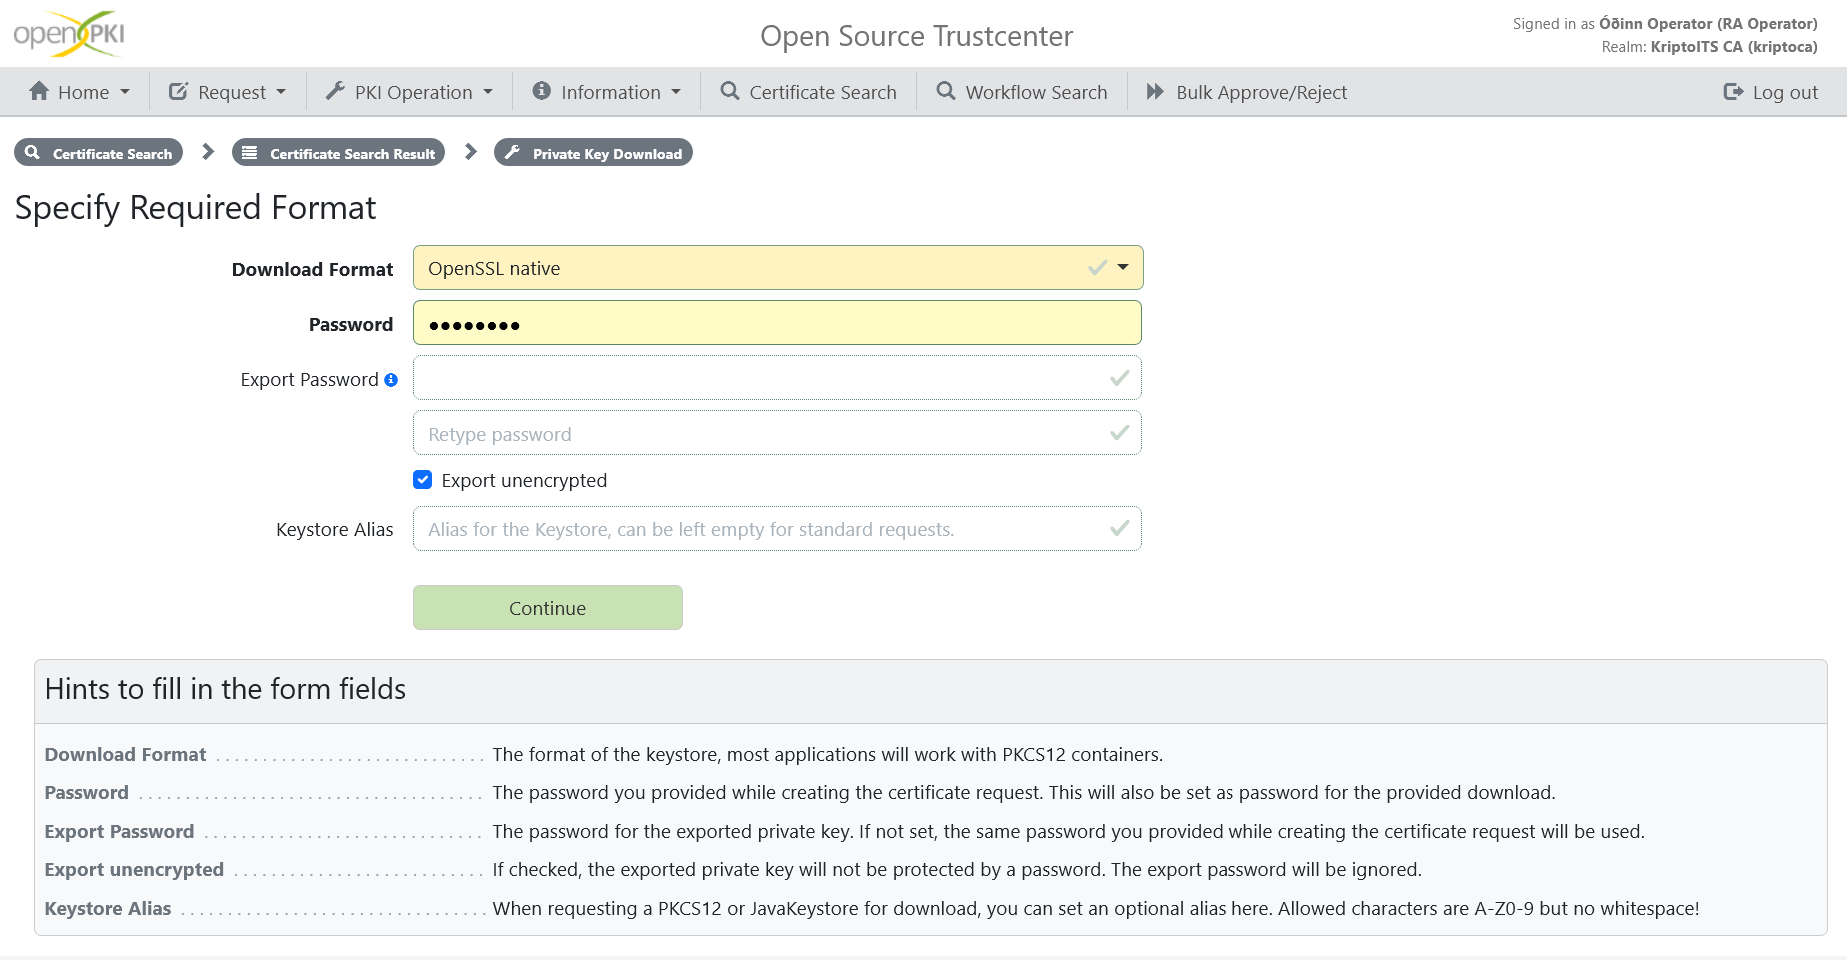 openXPKI
Open Source Trustcenter
Signed in as Óðinn Operator (RA Operator)
Realm: KriptoITS CA (kriptoca)
Home
Request
PKI Operation
Information
Certificate Search
Workflow Search
Bulk Approve/Reject
Log out
Certificate Search
Certificate Search Result
Private Key Download
Specify Required Format
Download Format
OpenSSL native
Password
●●●●●●●●
Export Password
Retype password
Export unencrypted
Keystore Alias
Alias for the Keystore, can be left empty for standard requests.
Continue
Hints to fill in the form fields
Download Format The format of the keystore, most applications will work with PKCS12 containers.
Password The password you provided while creating the certificate request. This will also be set as password for the provided download.
Export Password The password for the exported private key. If not set, the same password you provided while creating the certificate request will be used.
Export unencrypted If checked, the exported private key will not be protected by a password. The export password will be ignored.
Keystore Alias When requesting a PKCS12 or JavaKeystore for download, you can set an optional alias here. Allowed characters are A-Z0-9 but no whitespace!